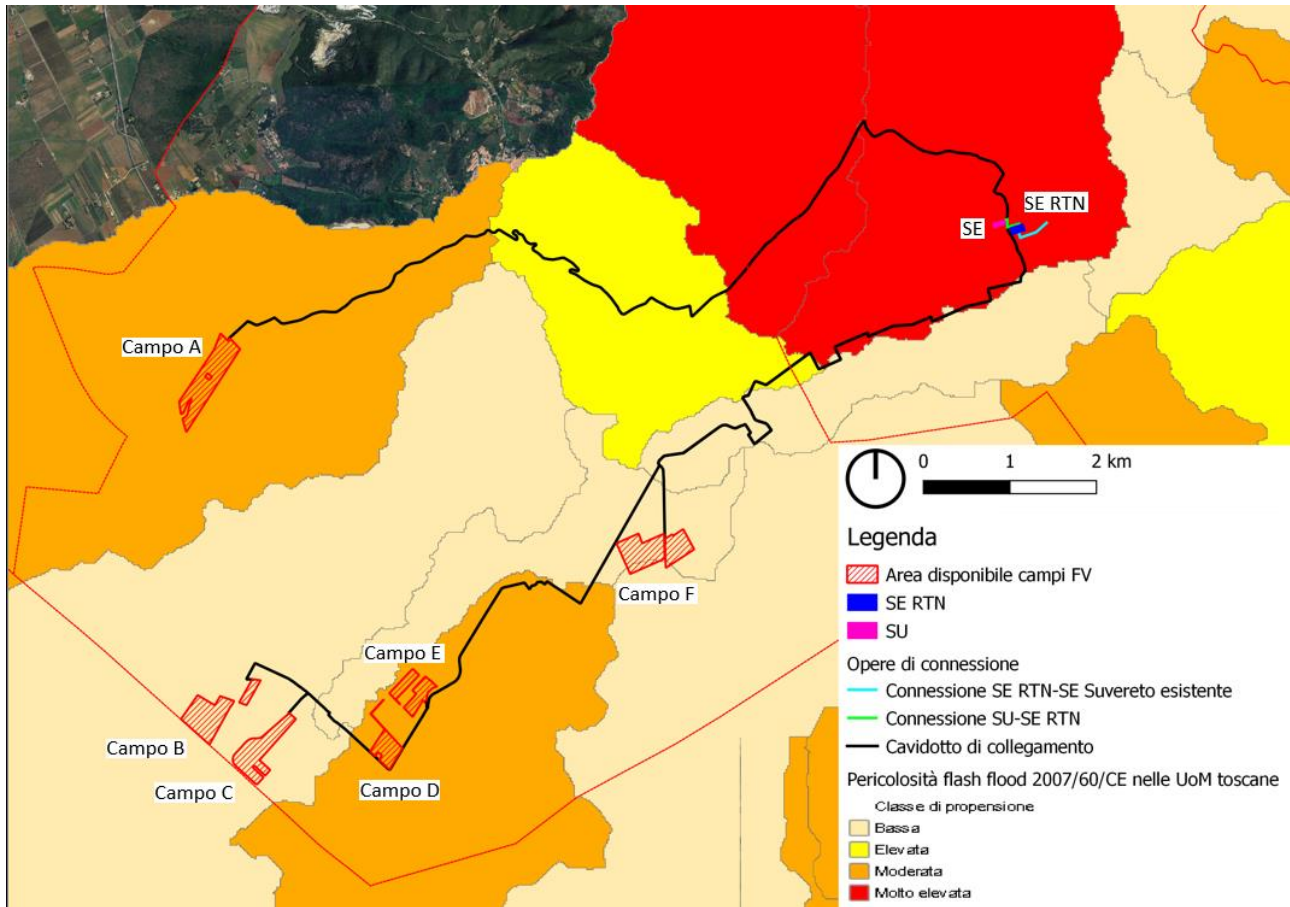 SE RTN
SE
Campo A
Campo F
Campo E
Campo B
Campo C
Campo D
0 1 2 km
Legenda
Area disponibile campi FV
SE RTN
SU
Opere di connessione
Connessione SE RTN-SE Suvereto esistente
Connessione SU-SE RTN
Cavidotto di collegamento
Pericolosità flash flood 2007/60/CE nelle UoM toscane
Classe di propensione
Bassa
Elevata
Moderata
Molto elevata